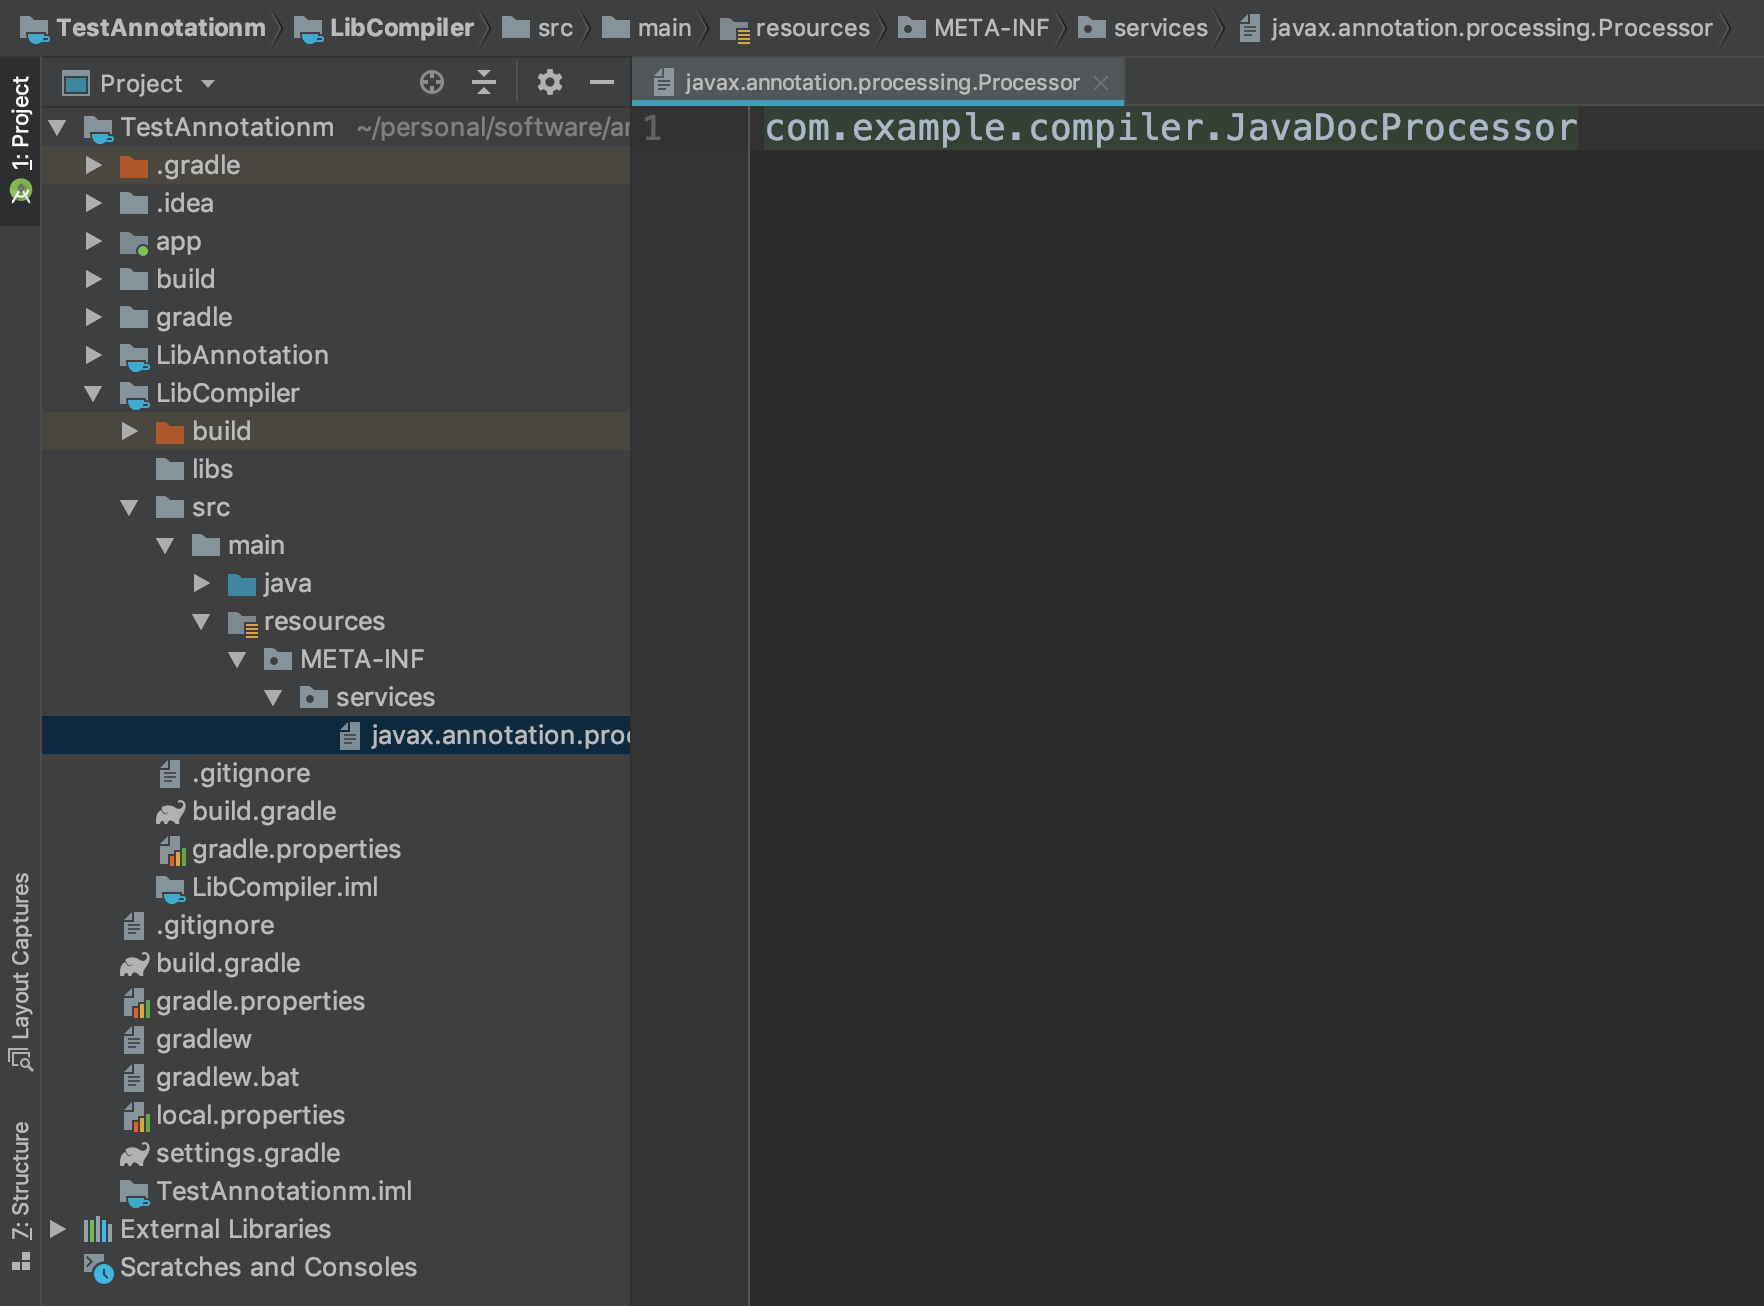 TestAnnotationm LibCompiler src main resources META-INF services javax.annotation.processing.Processor
Project
javax.annotation.processing.Processor
1: Project
Layout Captures
Z: Structure
TestAnnotationm ~/personal/software/an
.gradle
.idea
app
build
gradle
LibAnnotation
LibCompiler
build
libs
src
main
java
resources
META-INF
services
javax.annotation.proc
.gitignore
build.gradle
gradle.properties
LibCompiler.iml
.gitignore
build.gradle
gradle.properties
gradlew
gradlew.bat
local.properties
settings.gradle
TestAnnotationm.iml
External Libraries
Scratches and Consoles
1 com.example.compiler.JavaDocProcessor